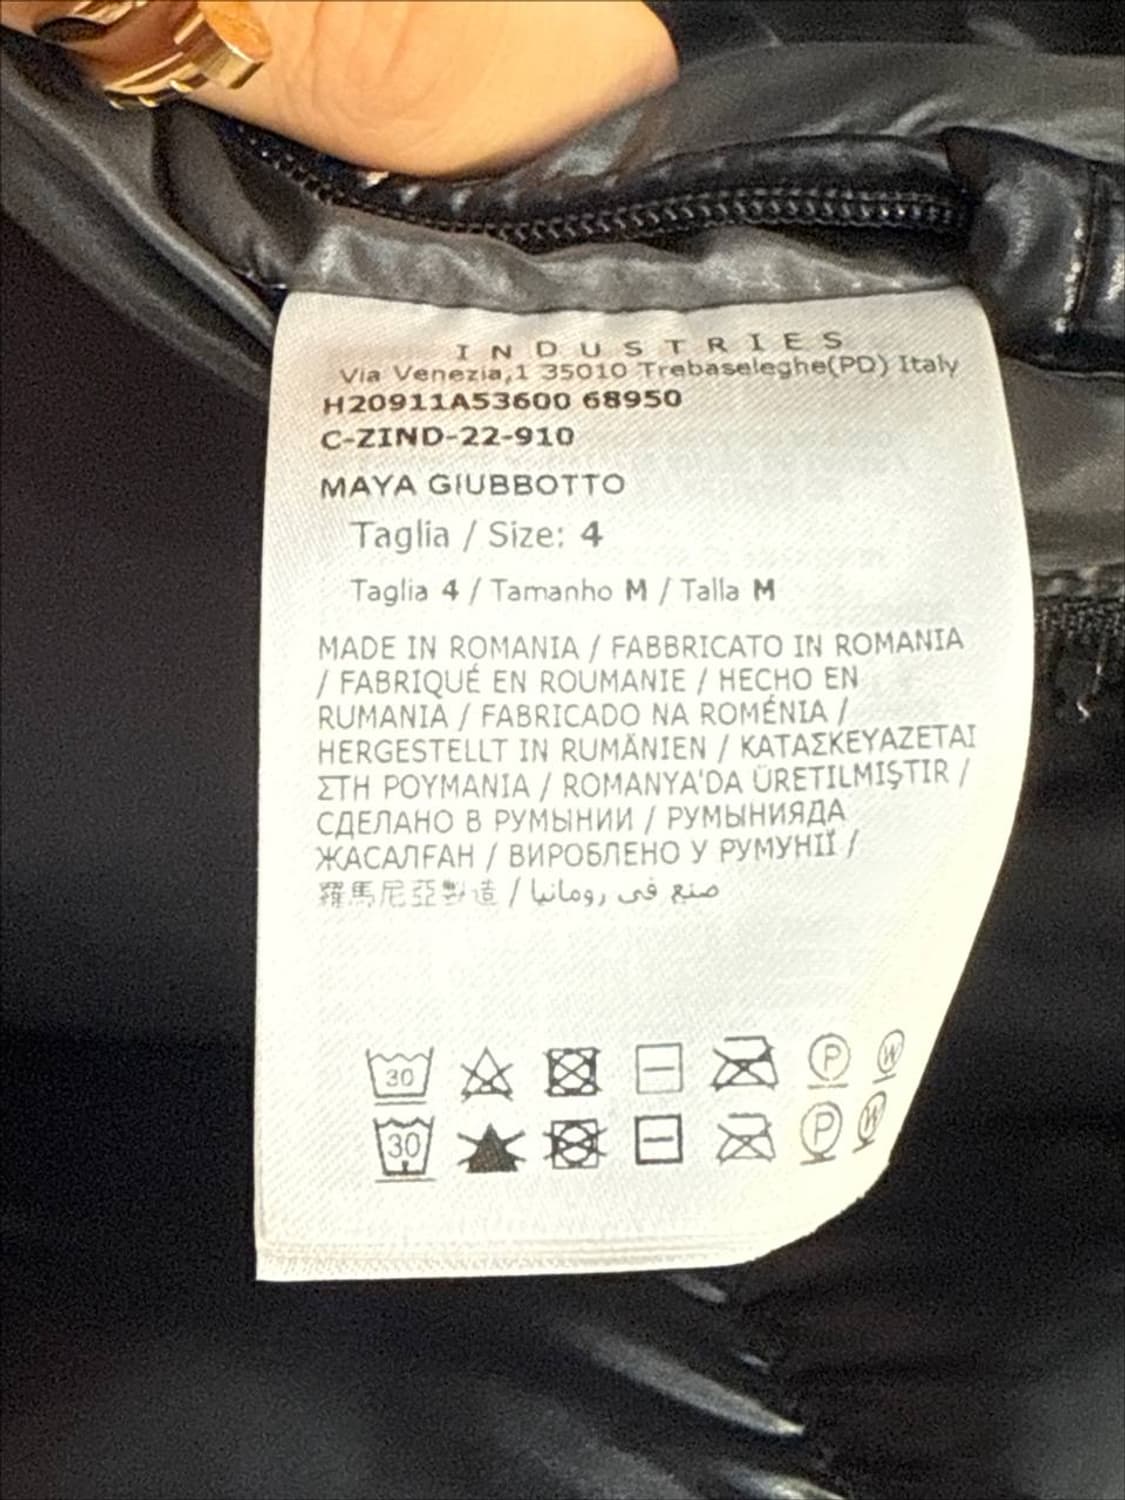 INDUSTRIES
Via Venezia,1 35010 Trebaseleghe(PD) Italy
H20911A53600 68950
C-ZIND-22-910
MAYA GIUBBOTTO
Taglia / Size: 4
Taglia 4 / Tamanho M / Talla M
MADE IN ROMANIA / FABBRICATO IN ROMANIA
/ FABRIQUÉ EN ROUMANIE / HECHO EN
RUMANIA / FABRICADO NA ROMÉNIA /
HERGESTELLT IN RUMÄNIEN / ΚΑΤΑΣΚΕΥΑΖΕΤΑΙ
ΣΤΗ ΡΟΥΜΑΝΙΑ / ROMANYA'DA ÜRETILMIŞTIR /
СДЕЛАНО В РУМЫНИИ / РУМЫНИЯДА
ЖАСАЛҒАН / ВИРОБЛЕНО У РУМУНІЇ /
羅馬尼亞製造 / صنع في رومانيا
30 P W
30 P W